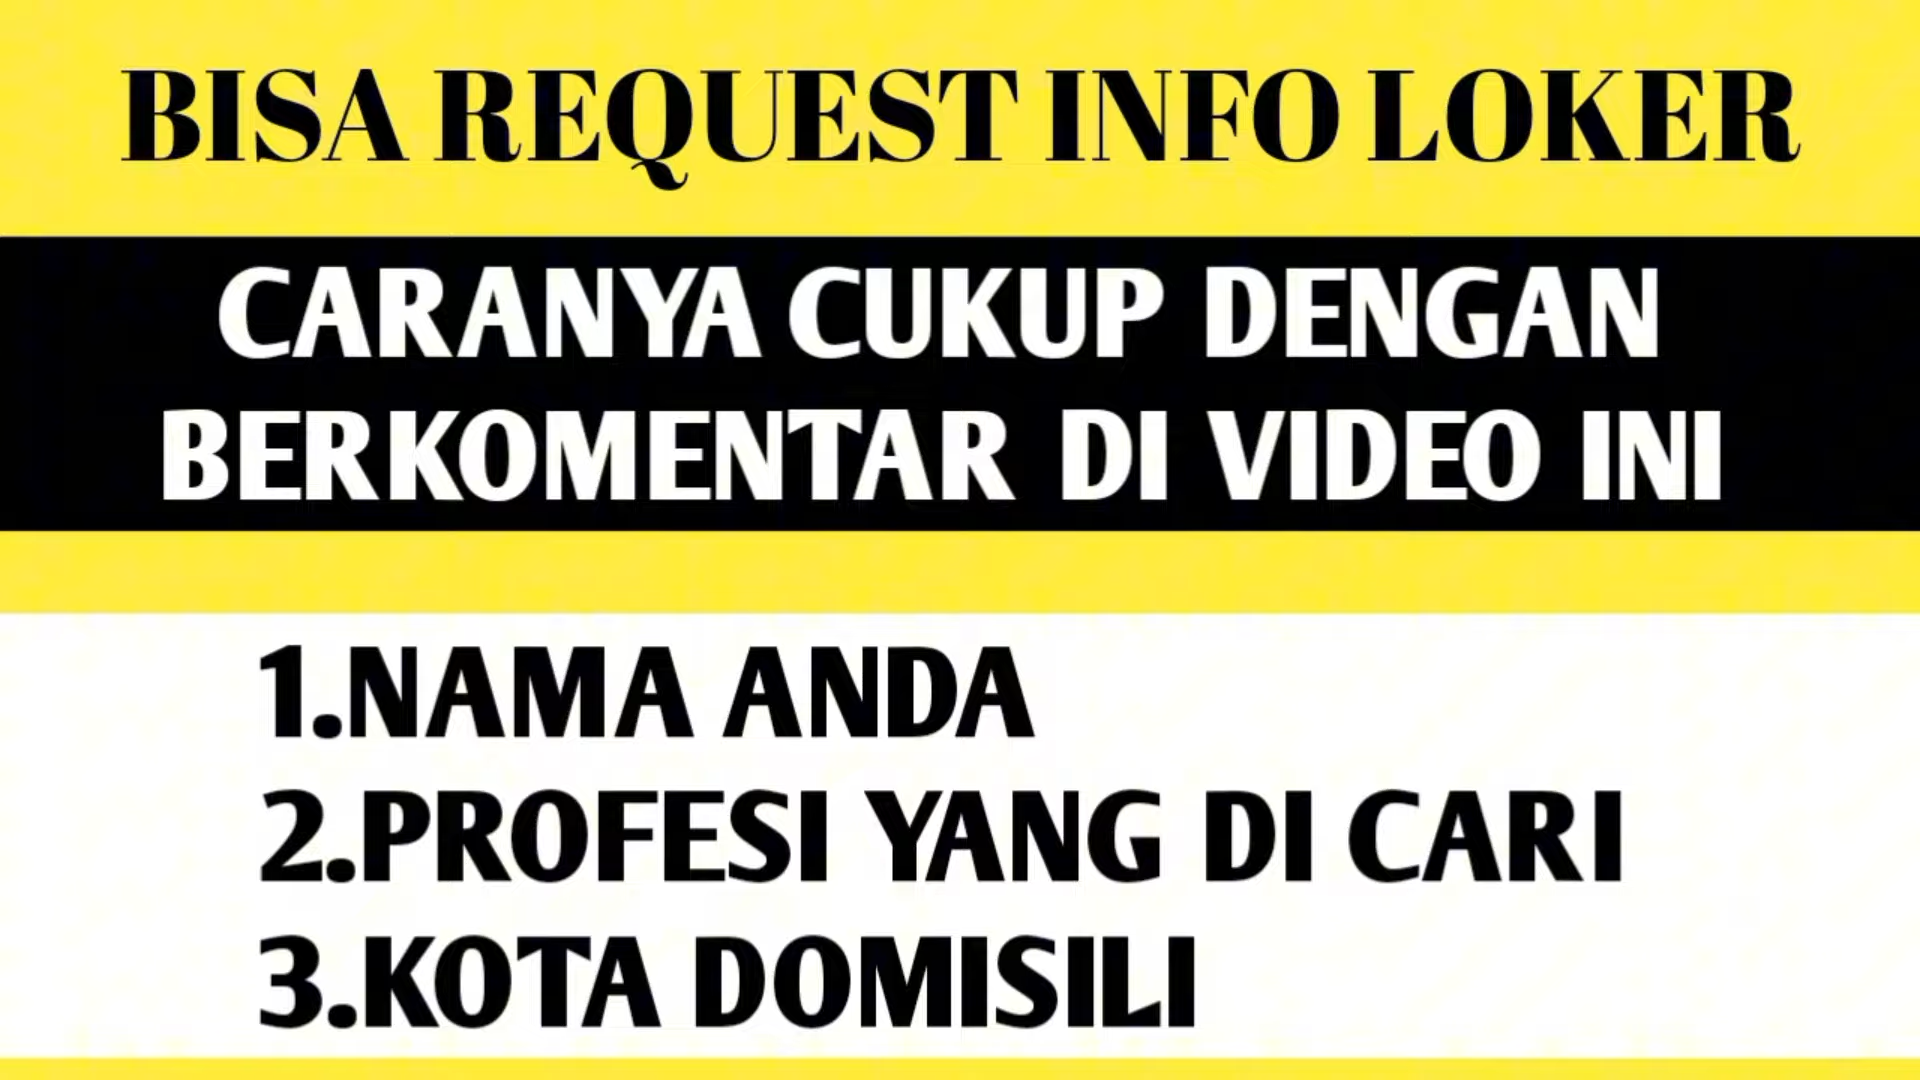 BISA REQUEST INFO LOKER
CARANYA CUKUP DENGAN
BERKOMENTAR DI VIDEO INI
1.NAMA ANDA
2.PROFESI YANG DI CARI
3.KOTA DOMISILI